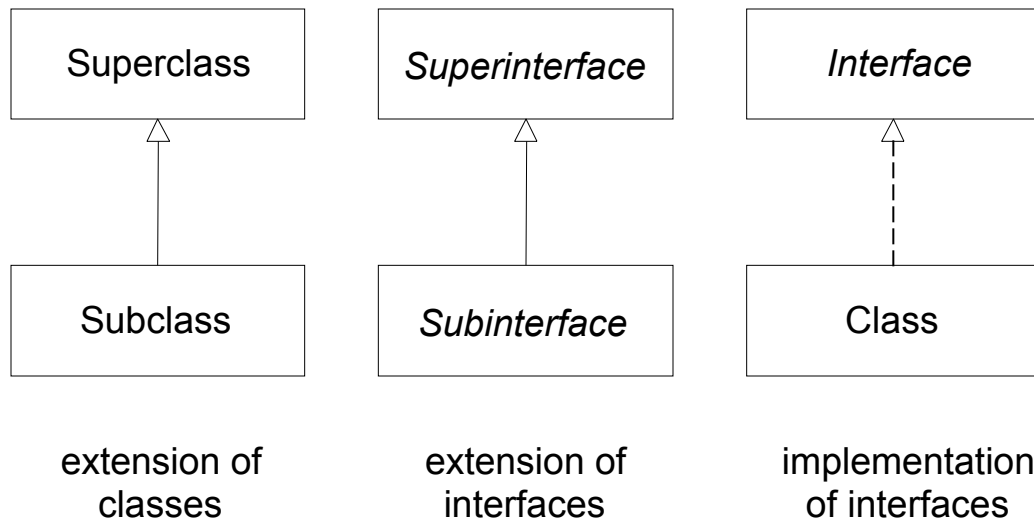 Superclass
Superinterface
Interface
Subclass
Subinterface
Class
extension of
classes
extension of
interfaces
implementation
of interfaces